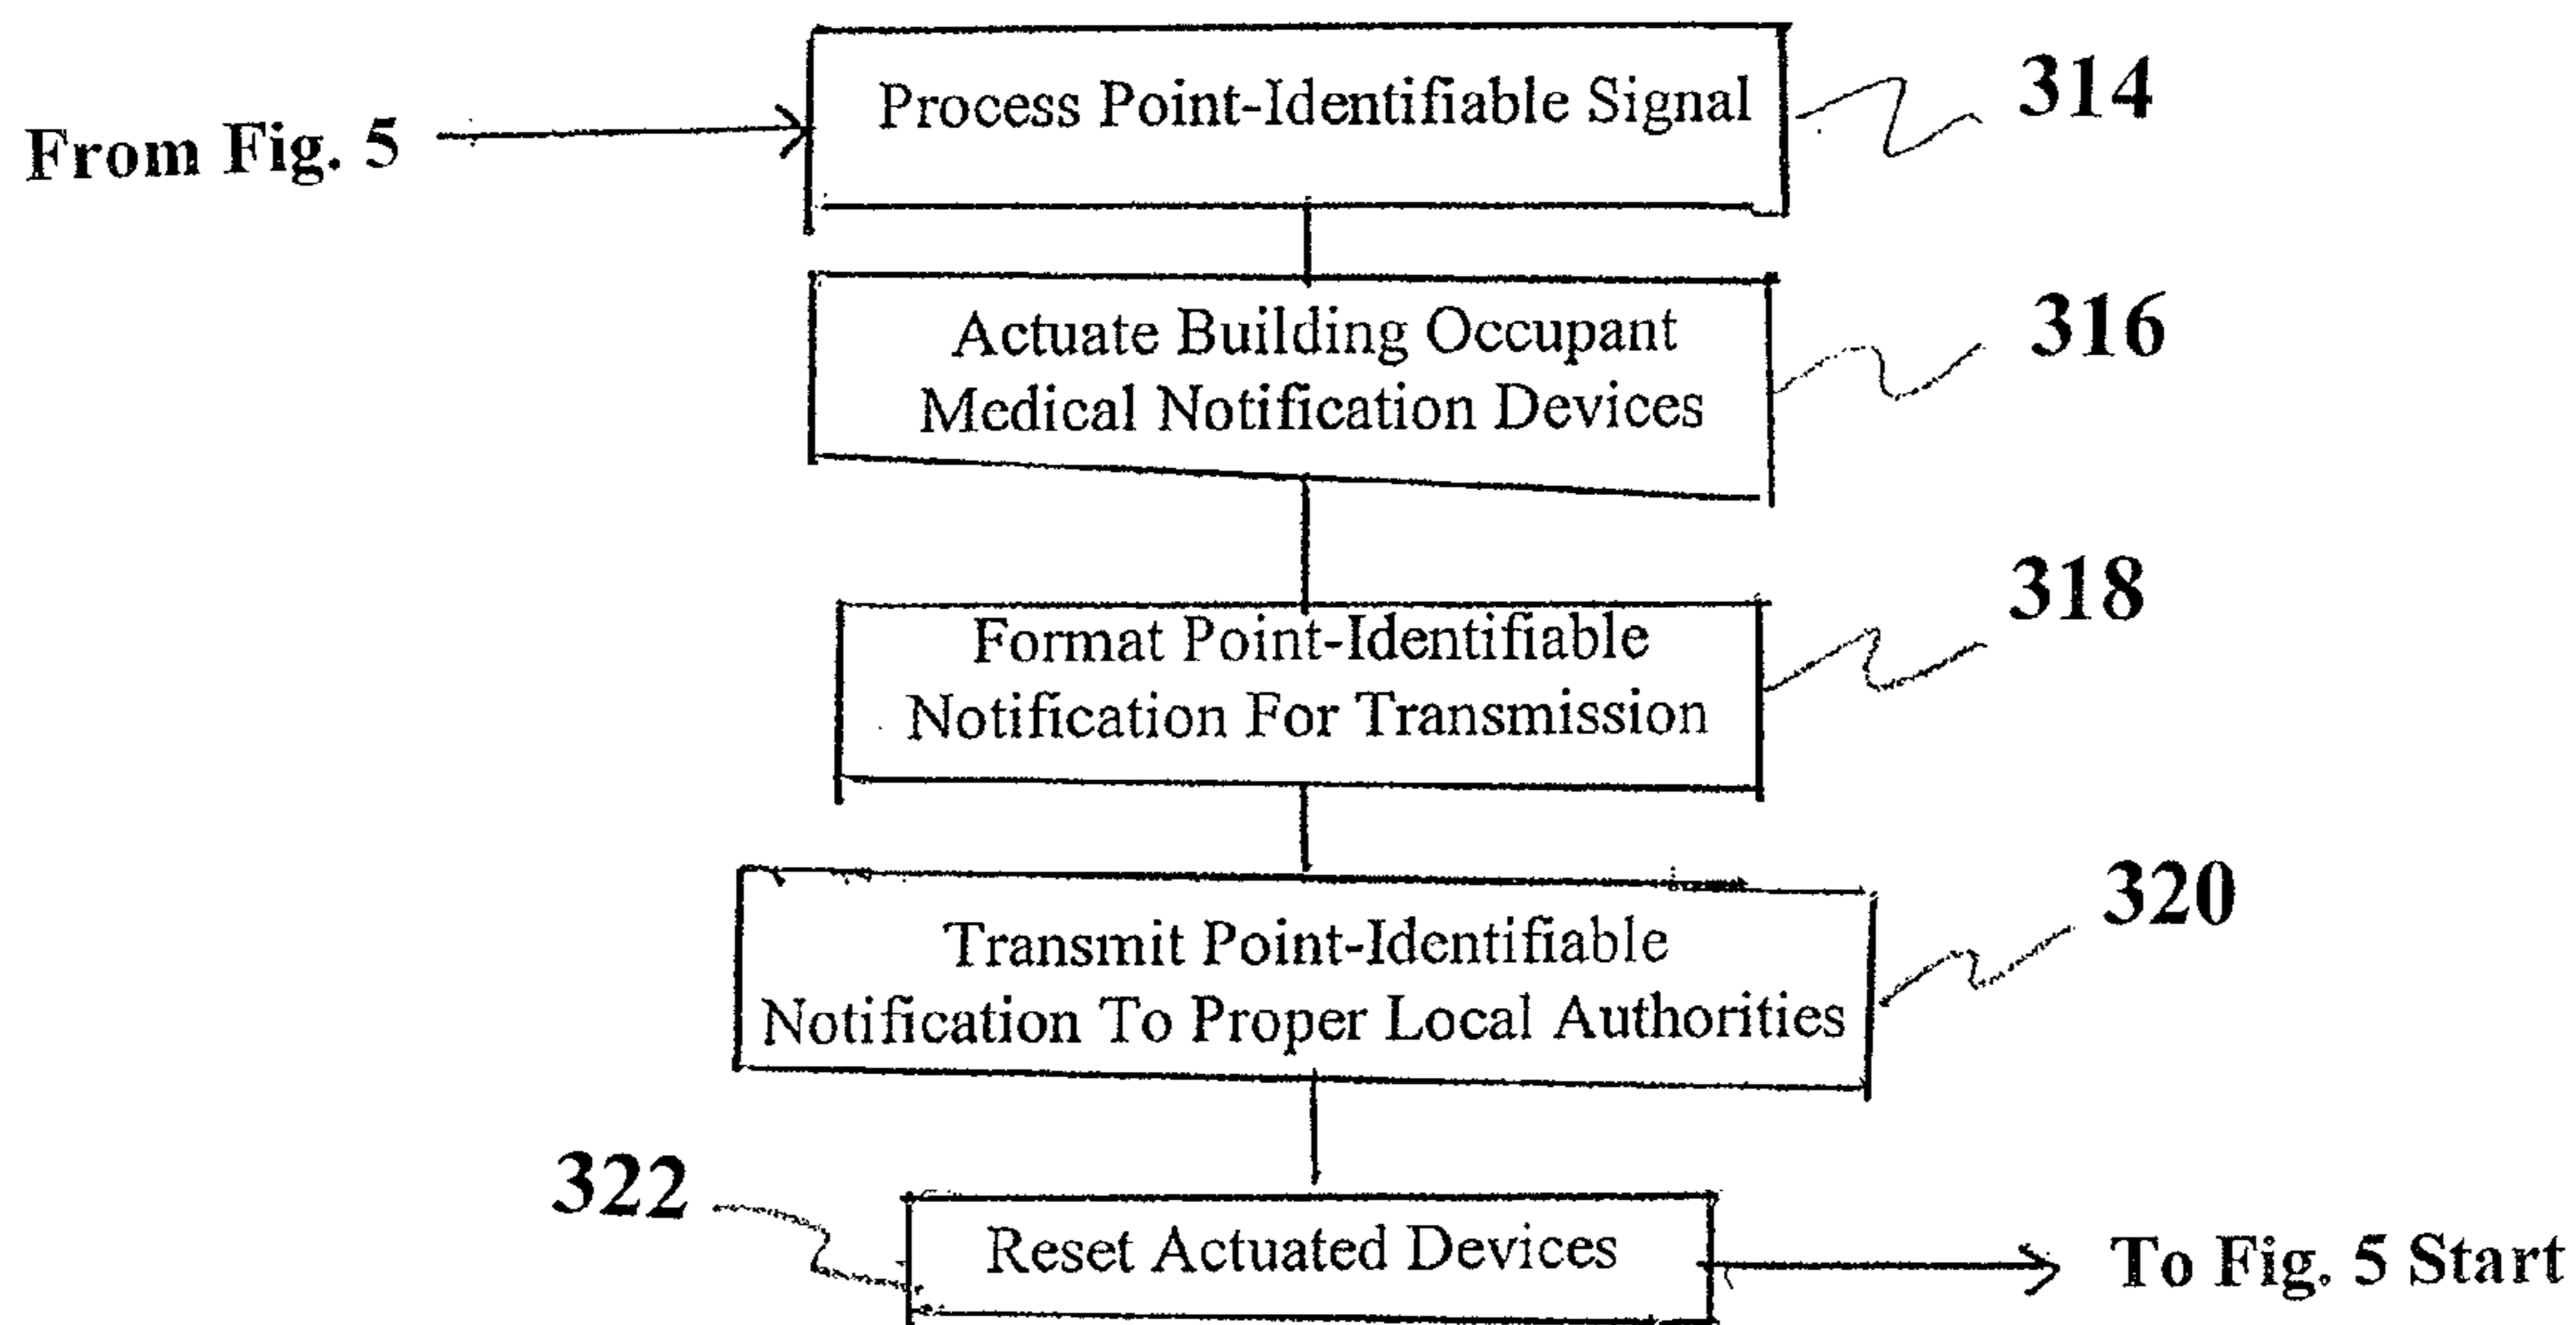 From Fig. 5
Process Point-Identifiable Signal
314
Actuate Building Occupant
Medical Notification Devices
316
Format Point-Identifiable
Notification For Transmission
318
Transmit Point-Identifiable
Notification To Proper Local Authorities
320
322
Reset Actuated Devices
To Fig. 5 Start